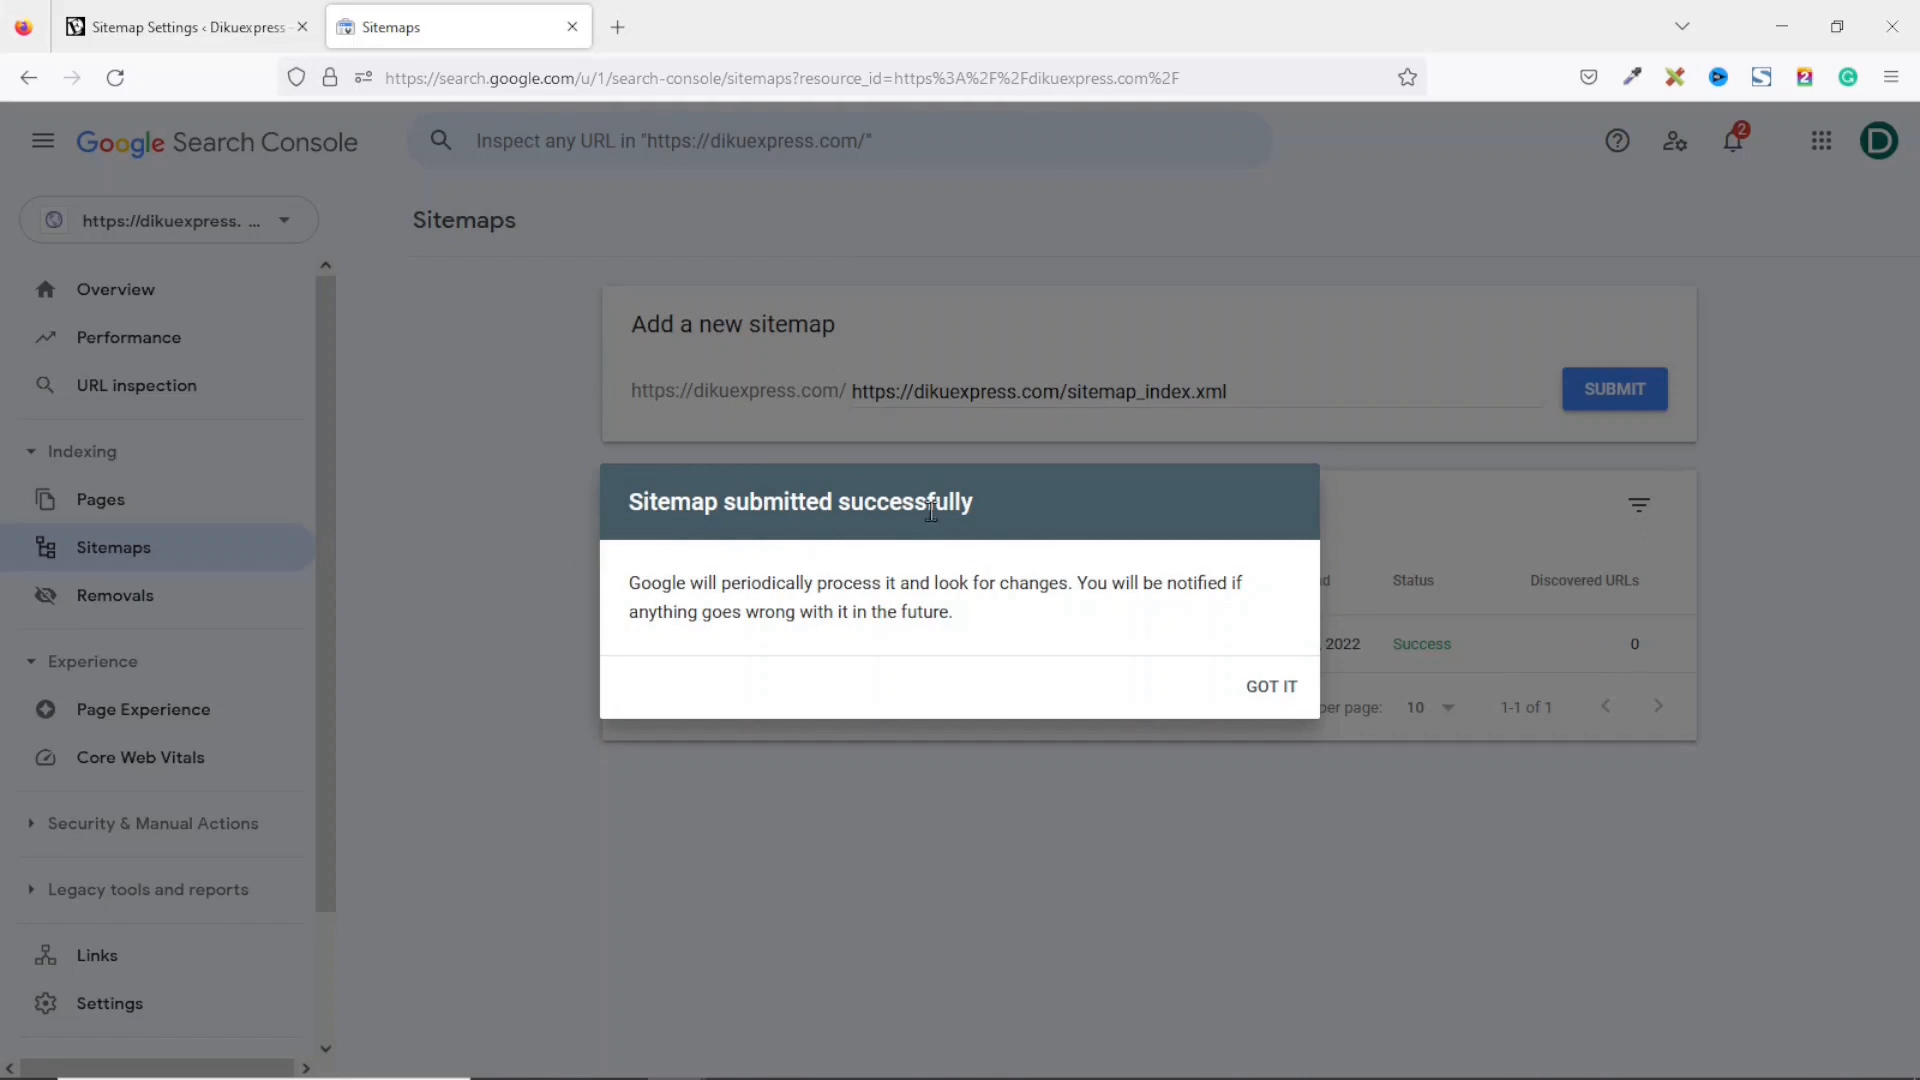 Sitemap Settings ‹ Dikuexpress
Sitemaps
https://search.google.com/u/1/search-console/sitemaps?resource_id=https%3A%2F%2Fdikuexpress.com%2F
2
Google Search Console
Inspect any URL in "https://dikuexpress.com/"
2
D
https://dikuexpress. ...
Sitemaps
Overview
Performance
URL inspection
Indexing
Pages
Sitemaps
Removals
Experience
Page Experience
Core Web Vitals
Security & Manual Actions
Legacy tools and reports
Links
Settings
Add a new sitemap
https://dikuexpress.com/ https://dikuexpress.com/sitemap_index.xml
SUBMIT
Sitemap submitted successfully
Google will periodically process it and look for changes. You will be notified if
anything goes wrong with it in the future.
GOT IT
d Status Discovered URLs
, 2022 Success 0
per page: 10 1-1 of 1